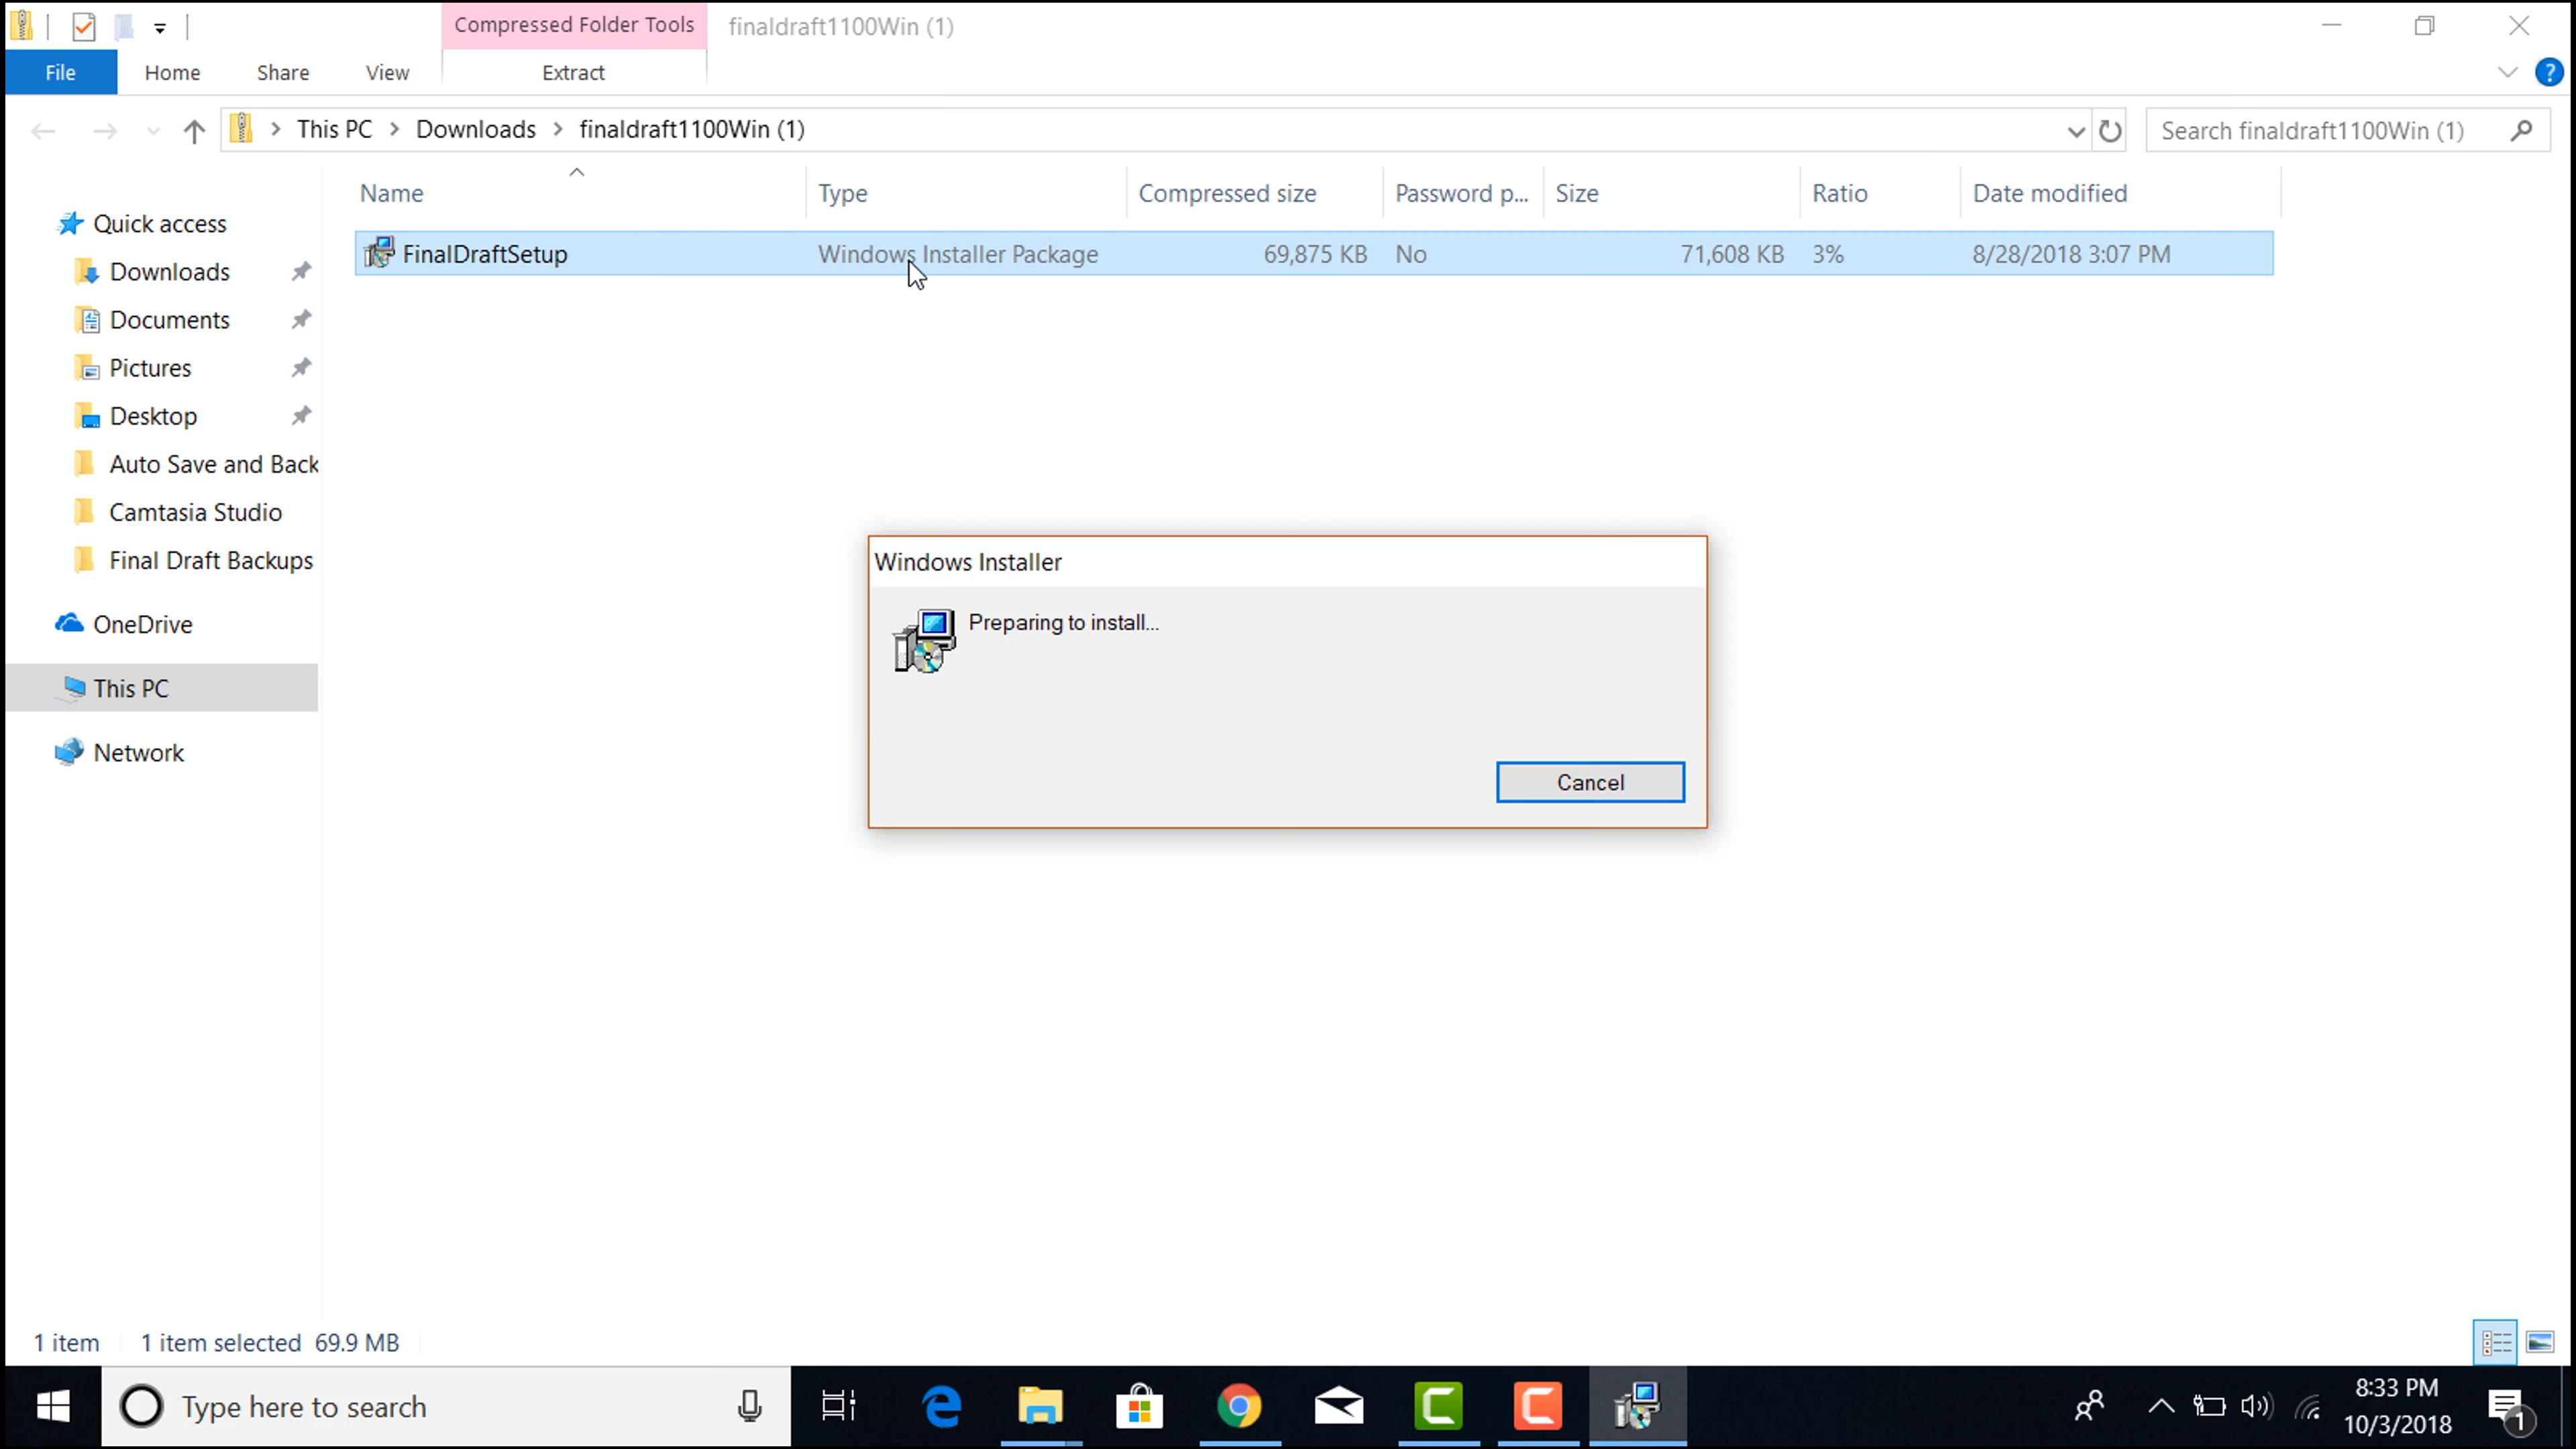 Compressed Folder Tools finaldraft1100Win (1)
File Home Share View Extract
This PC Downloads finaldraft1100Win (1) Search finaldraft1100Win (1)
Name Type Compressed size Password p... Size Ratio Date modified
FinalDraftSetup Windows Installer Package 69,875 KB No 71,608 KB 3% 8/28/2018 3:07 PM
Quick access
Downloads
Documents
Pictures
Desktop
Auto Save and Back
Camtasia Studio
Final Draft Backups
OneDrive
This PC
Network
Windows Installer
Preparing to install...
Cancel
1 item 1 item selected 69.9 MB
Type here to search
8:33 PM
10/3/2018
1